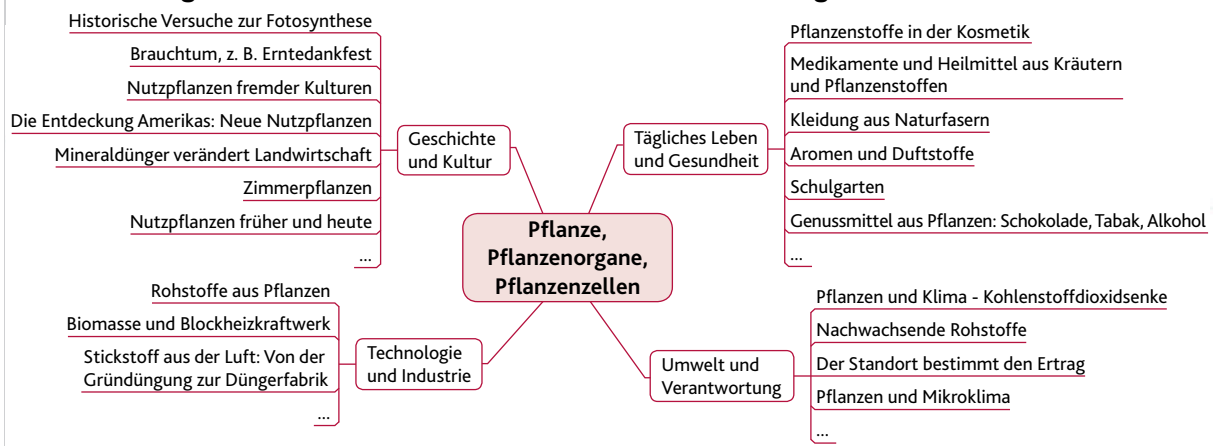 Historische Versuche zur Fotosynthese
Brauchtum, z. B. Erntedankfest
Nutzpflanzen fremder Kulturen
Die Entdeckung Amerikas: Neue Nutzpflanzen
Mineraldünger verändert Landwirtschaft
Zimmerpflanzen
Nutzpflanzen früher und heute
...
Geschichte
und Kultur
Pflanzenstoffe in der Kosmetik
Medikamente und Heilmittel aus Kräutern
und Pflanzenstoffen
Kleidung aus Naturfasern
Aromen und Duftstoffe
Schulgarten
Genussmittel aus Pflanzen: Schokolade, Tabak, Alkohol
...
Tägliches Leben
und Gesundheit
Pflanze,
Pflanzenorgane,
Pflanzenzellen
Rohstoffe aus Pflanzen
Biomasse und Blockheizkraftwerk
Stickstoff aus der Luft: Von der
Gründüngung zur Düngerfabrik
...
Technologie
und Industrie
Umwelt und
Verantwortung
Pflanzen und Klima - Kohlenstoffdioxidsenke
Nachwachsende Rohstoffe
Der Standort bestimmt den Ertrag
Pflanzen und Mikroklima
...